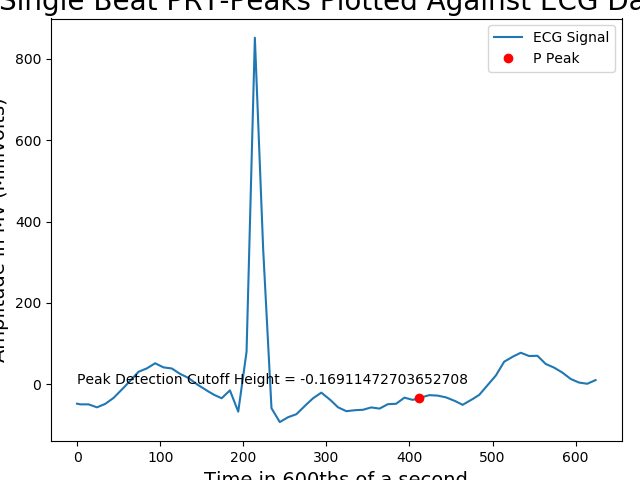 Single Beat PRT-Peaks Plotted Against ECG Da
ECG Signal
P Peak
Amplitude in MV (Millivolts)
800
600
400
200
0
Peak Detection Cutoff Height = -0.16911472703652708
0 100 200 300 400 500 600
Time in 600ths of a second